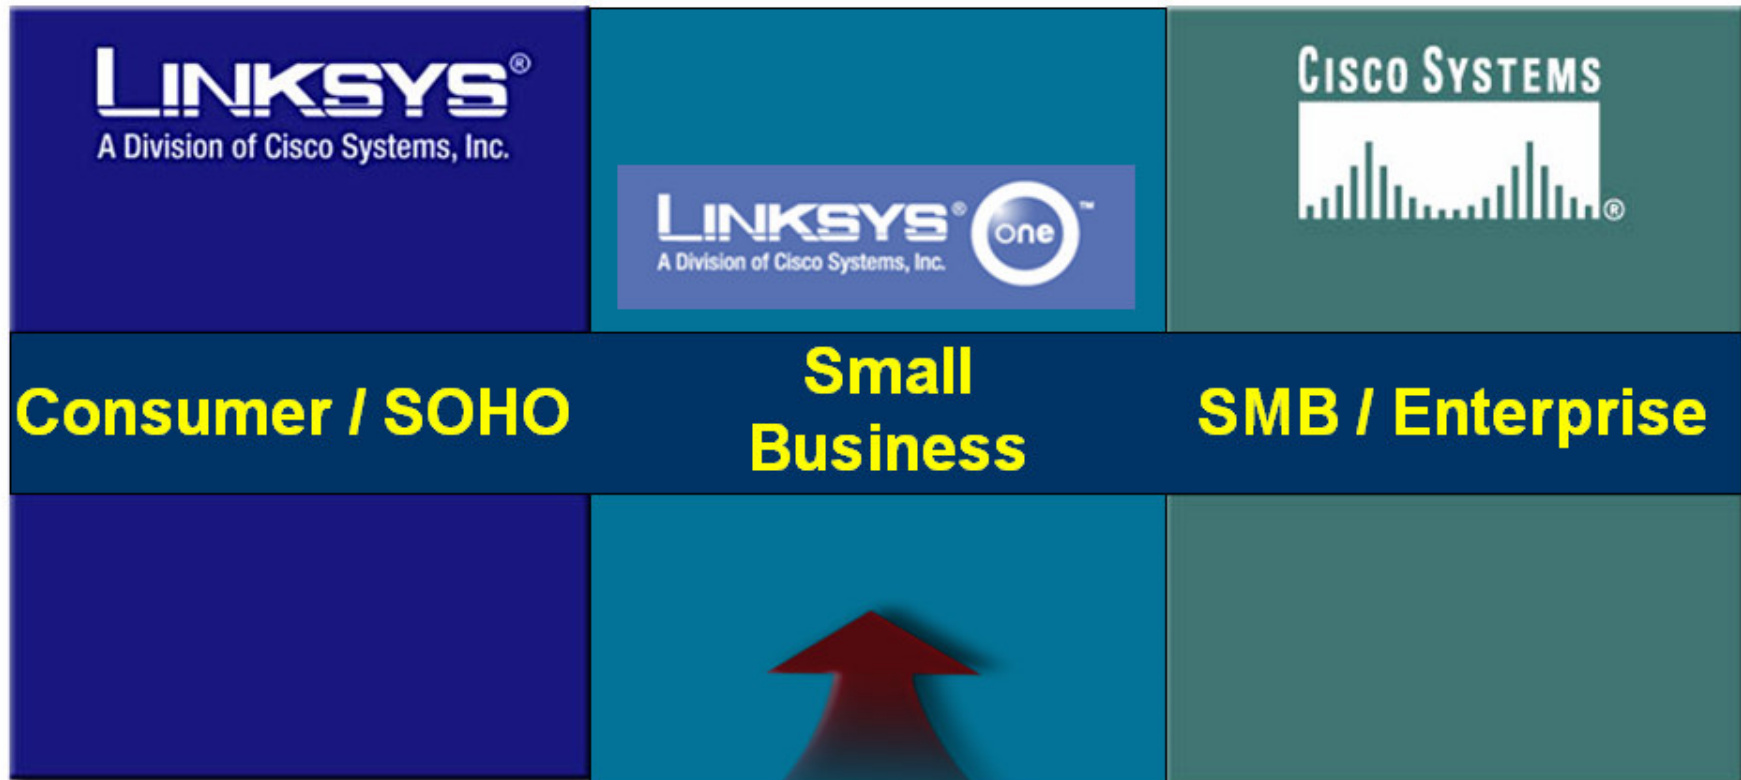 LINKSYS®
A Division of Cisco Systems, Inc.
LINKSYS® one™
A Division of Cisco Systems, Inc.
CISCO SYSTEMS
®
Consumer / SOHO
Small
Business
SMB / Enterprise